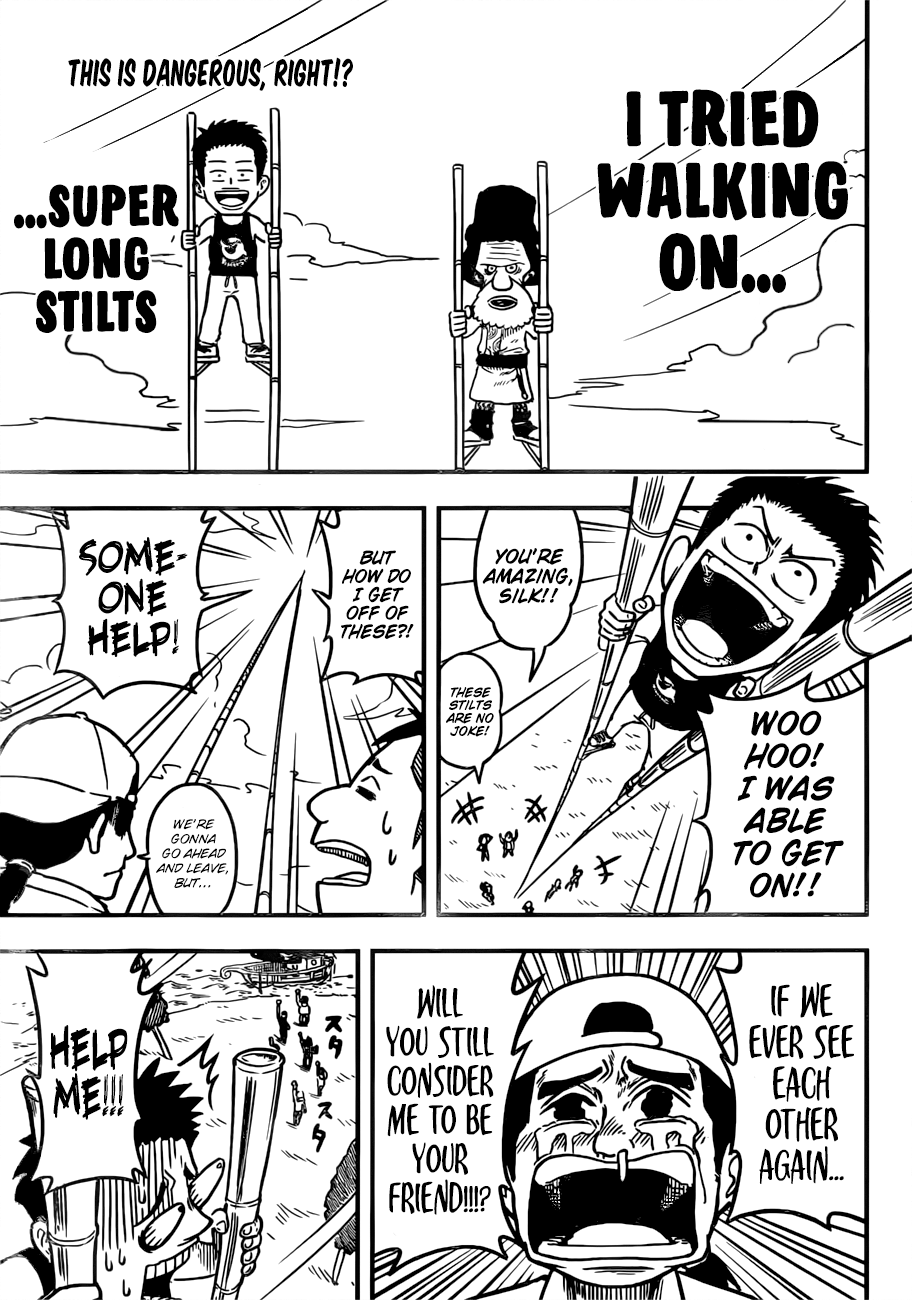 I TRIED
WALKING
ON...
THIS IS DANGEROUS, RIGHT!?
...SUPER
LONG
STILTS
WOO
HOO!
I WAS
ABLE
TO GET
ON!!
YOU'RE
AMAZING,
SILK!!
THESE
STILTS
ARE NO
JOKE!
BUT
HOW DO
I GET
OFF OF
THESE?!
SOME-
ONE
HELP!
WE'RE
GONNA
GO AHEAD
AND LEAVE,
BUT...
IF WE
EVER SEE
EACH
OTHER
AGAIN...
WILL
YOU STILL
CONSIDER
ME TO BE
YOUR
FRIEND!!!?
スタ
スタ
HELP
ME!!!